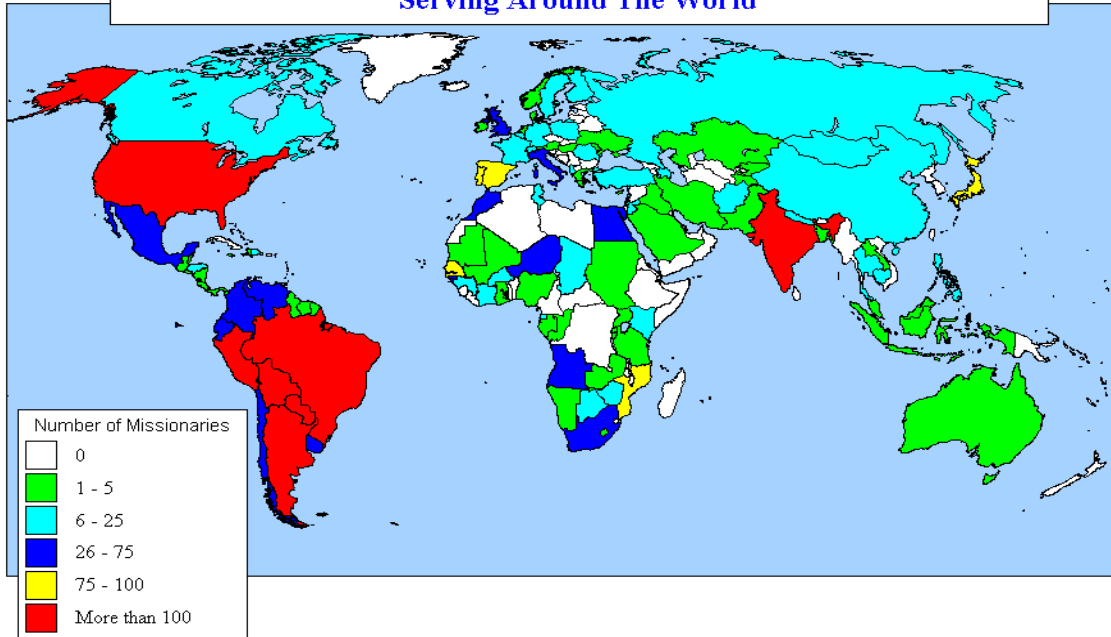 Serving Around The World
Number of Missionaries
0
1 - 5
6 - 25
26 - 75
75 - 100
More than 100